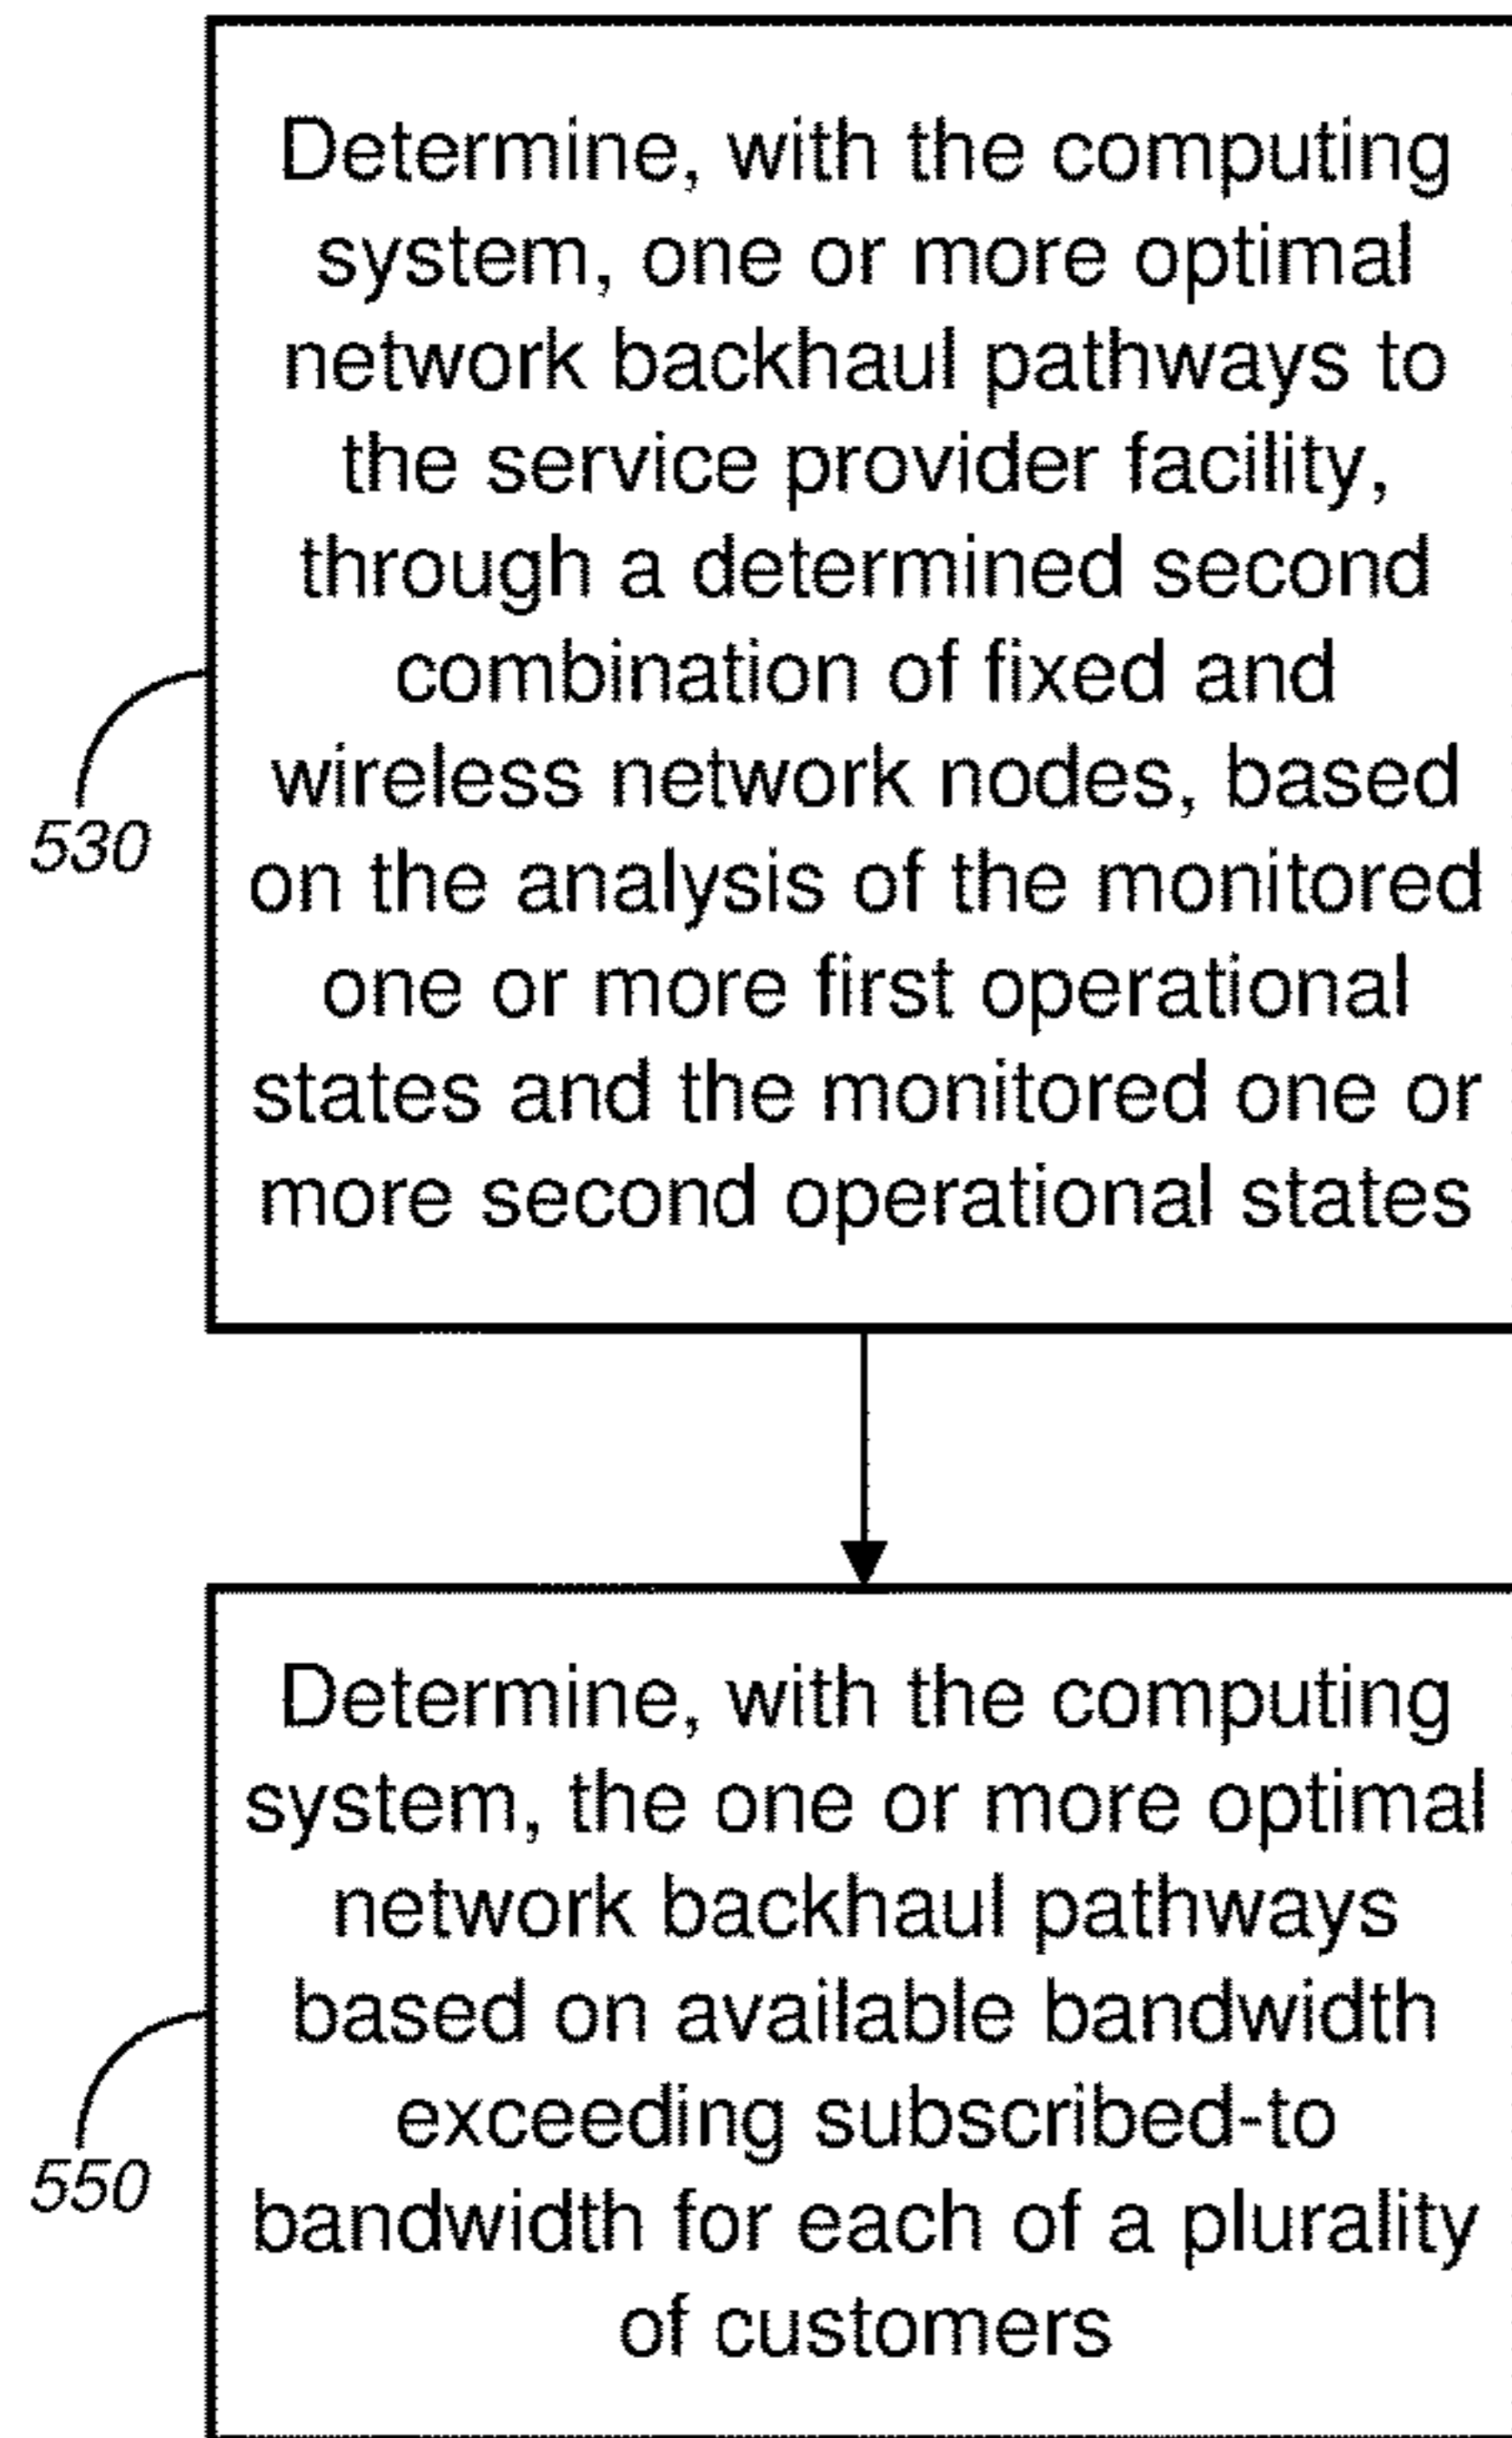 Determine, with the computing
system, one or more optimal
network backhaul pathways to
the service provider facility,
through a determined second
combination of fixed and
wireless network nodes, based
on the analysis of the monitored
one or more first operational
states and the monitored one or
more second operational states
530
Determine, with the computing
system, the one or more optimal
network backhaul pathways
based on available bandwidth
exceeding subscribed-to
bandwidth for each of a plurality
of customers
550